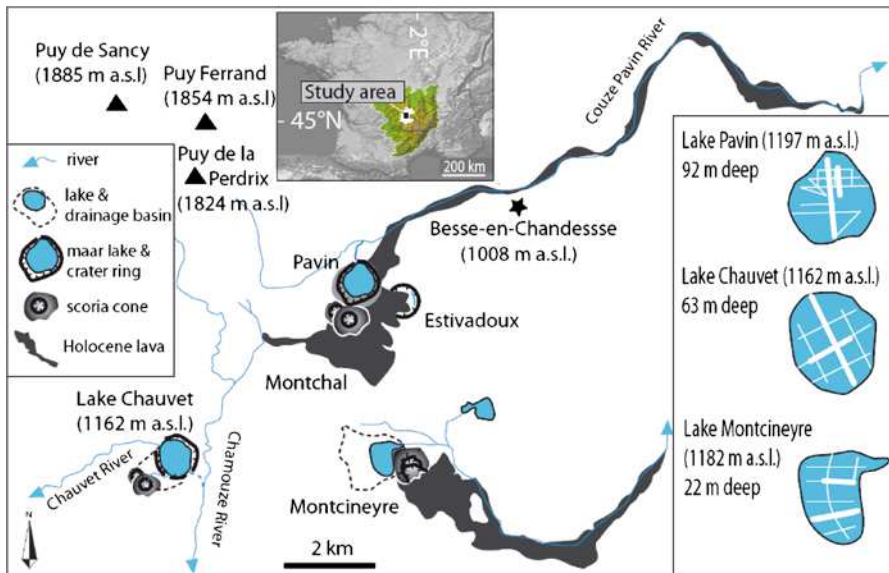 Puy de Sancy
(1885 m a.s.l)
Puy Ferrand
(1854 m a.s.l)
Puy de la
Perdrix
(1824 m a.s.l)
2°E
Study area
45°N
200 km
Couze Pavin River
river
lake &
drainage basin
maar lake &
crater ring
scoria cone
Holocene lava
Besse-en-Chandessse
(1008 m a.s.l.)
Pavin
Estivadoux
Montchal
Lake Chauvet
(1162 m a.s.l.)
Chauvet River
Chamouze River
Montcineyre
N
2 km
Lake Pavin (1197 m a.s.l.)
92 m deep
Lake Chauvet (1162 m a.s.l.)
63 m deep
Lake Montcineyre
(1182 m a.s.l.)
22 m deep